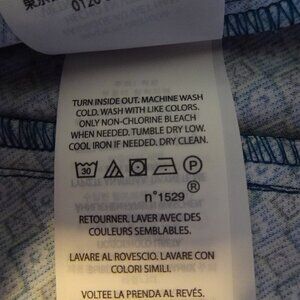 0120
TURN INSIDE OUT. MACHINE WASH
COLD. WASH WITH LIKE COLORS.
ONLY NON-CHLORINE BLEACH
WHEN NEEDED. TUMBLE DRY LOW.
COOL IRON IF NEEDED. DRY CLEAN.
30 P
n°1529 ®
RETOURNER. LAVER AVEC DES
COULEURS SEMBLABLES.
LAVARE AL ROVESCIO. LAVARE CON
COLORI SIMILI.
VOLTEE LA PRENDA AL REVÉS.